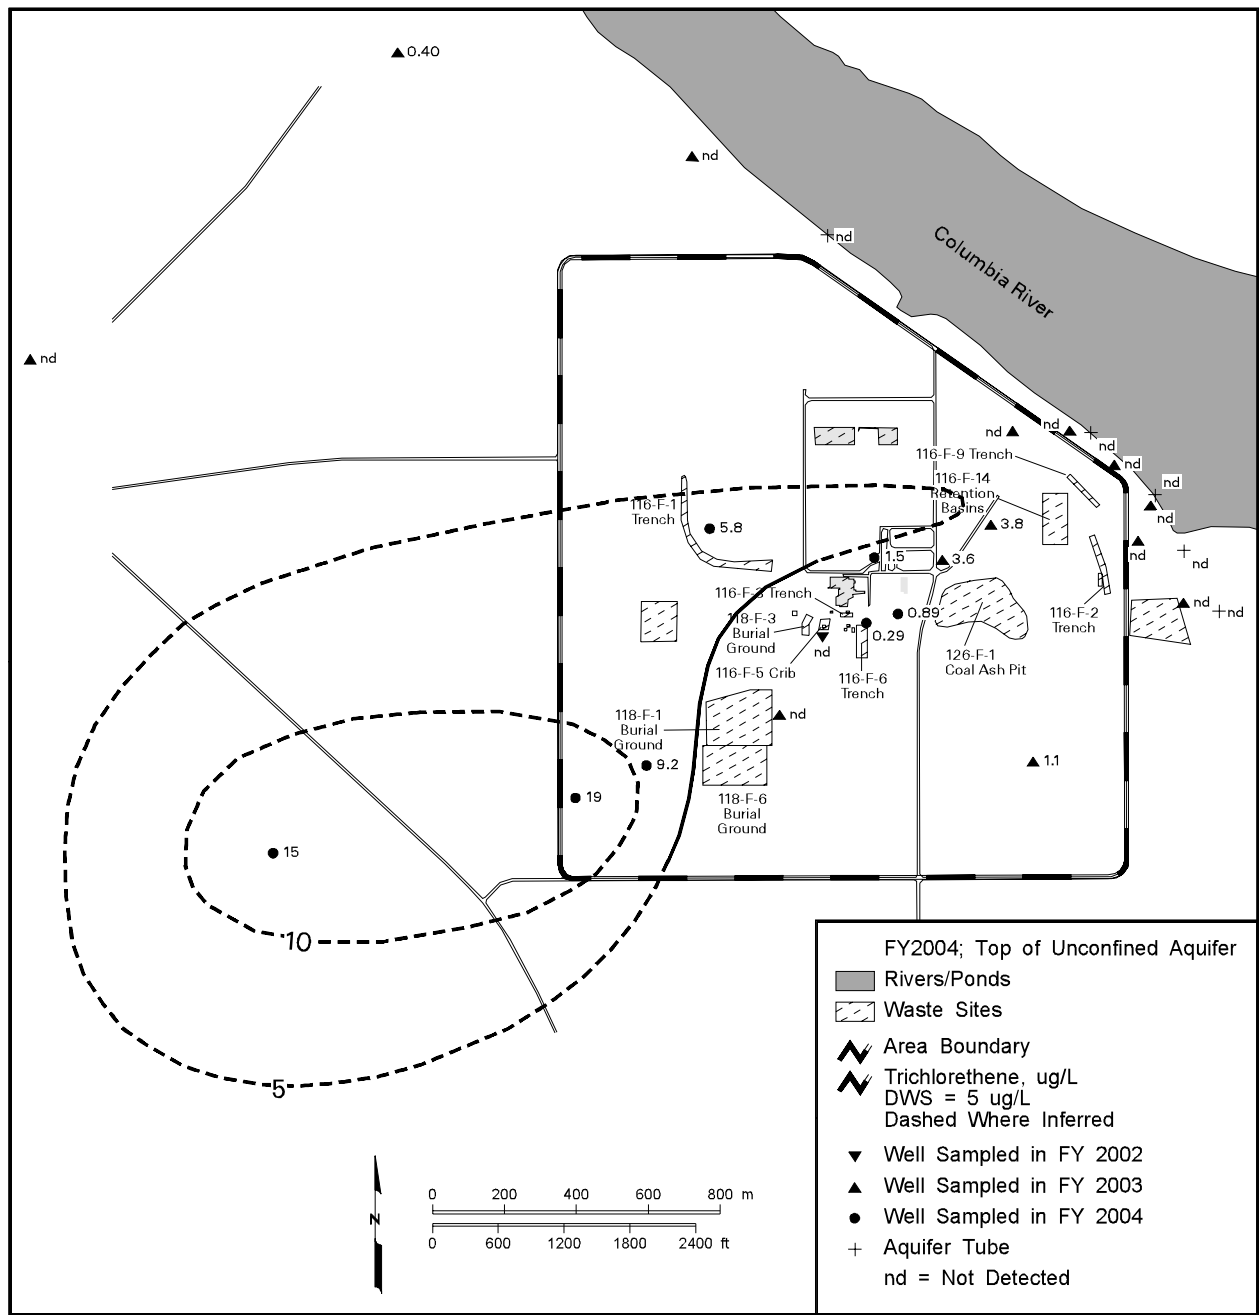 0.40
nd
nd
Columbia River
nd
nd
nd
nd
nd
116-F-9 Trench
nd
116-F-14
Retention
Basins
nd
116-F-1
Trench
5.8
3.8
nd
1.5
3.6
nd
nd
116-F-3 Trench
118-F-3
Burial
Ground
0.89
0.29
nd
116-F-2
Trench
nd
nd
126-F-1
Coal Ash Pit
116-F-5 Crib
116-F-6
Trench
118-F-1
Burial
Ground
nd
9.2
1.1
19
118-F-6
Burial
Ground
15
10
5
FY2004; Top of Unconfined Aquifer
Rivers/Ponds
Waste Sites
Area Boundary
Trichlorethene, ug/L
DWS = 5 ug/L
Dashed Where Inferred
Well Sampled in FY 2002
Well Sampled in FY 2003
Well Sampled in FY 2004
Aquifer Tube
nd = Not Detected
N
0 200 400 600 800 m
0 600 1200 1800 2400 ft